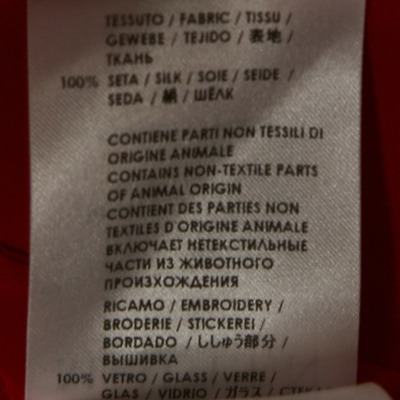 TESSUTO / FABRIC / TISSU /
GEWEBE / TEJIDO / 表地 /
ТКАНЬ
100% SETA / SILK / SOIE / SEIDE /
SEDA / 絹 / ШЁЛК
CONTIENE PARTI NON TESSILI DI
ORIGINE ANIMALE
CONTAINS NON-TEXTILE PARTS
OF ANIMAL ORIGIN
CONTIENT DES PARTIES NON
TEXTILES D'ORIGINE ANIMALE
ВКЛЮЧАЕТ НЕТЕКСТИЛЬНЫЕ
ЧАСТИ ИЗ ЖИВОТНОГО
ПРОИЗХОЖДЕНИЯ
RICAMO / EMBROIDERY /
BRODERIE / STICKEREI /
BORDADO / ししゅう部分 /
ВЫШИВКА
100% VETRO / GLASS / VERRE /
GLAS / VIDRIO / ガラス /